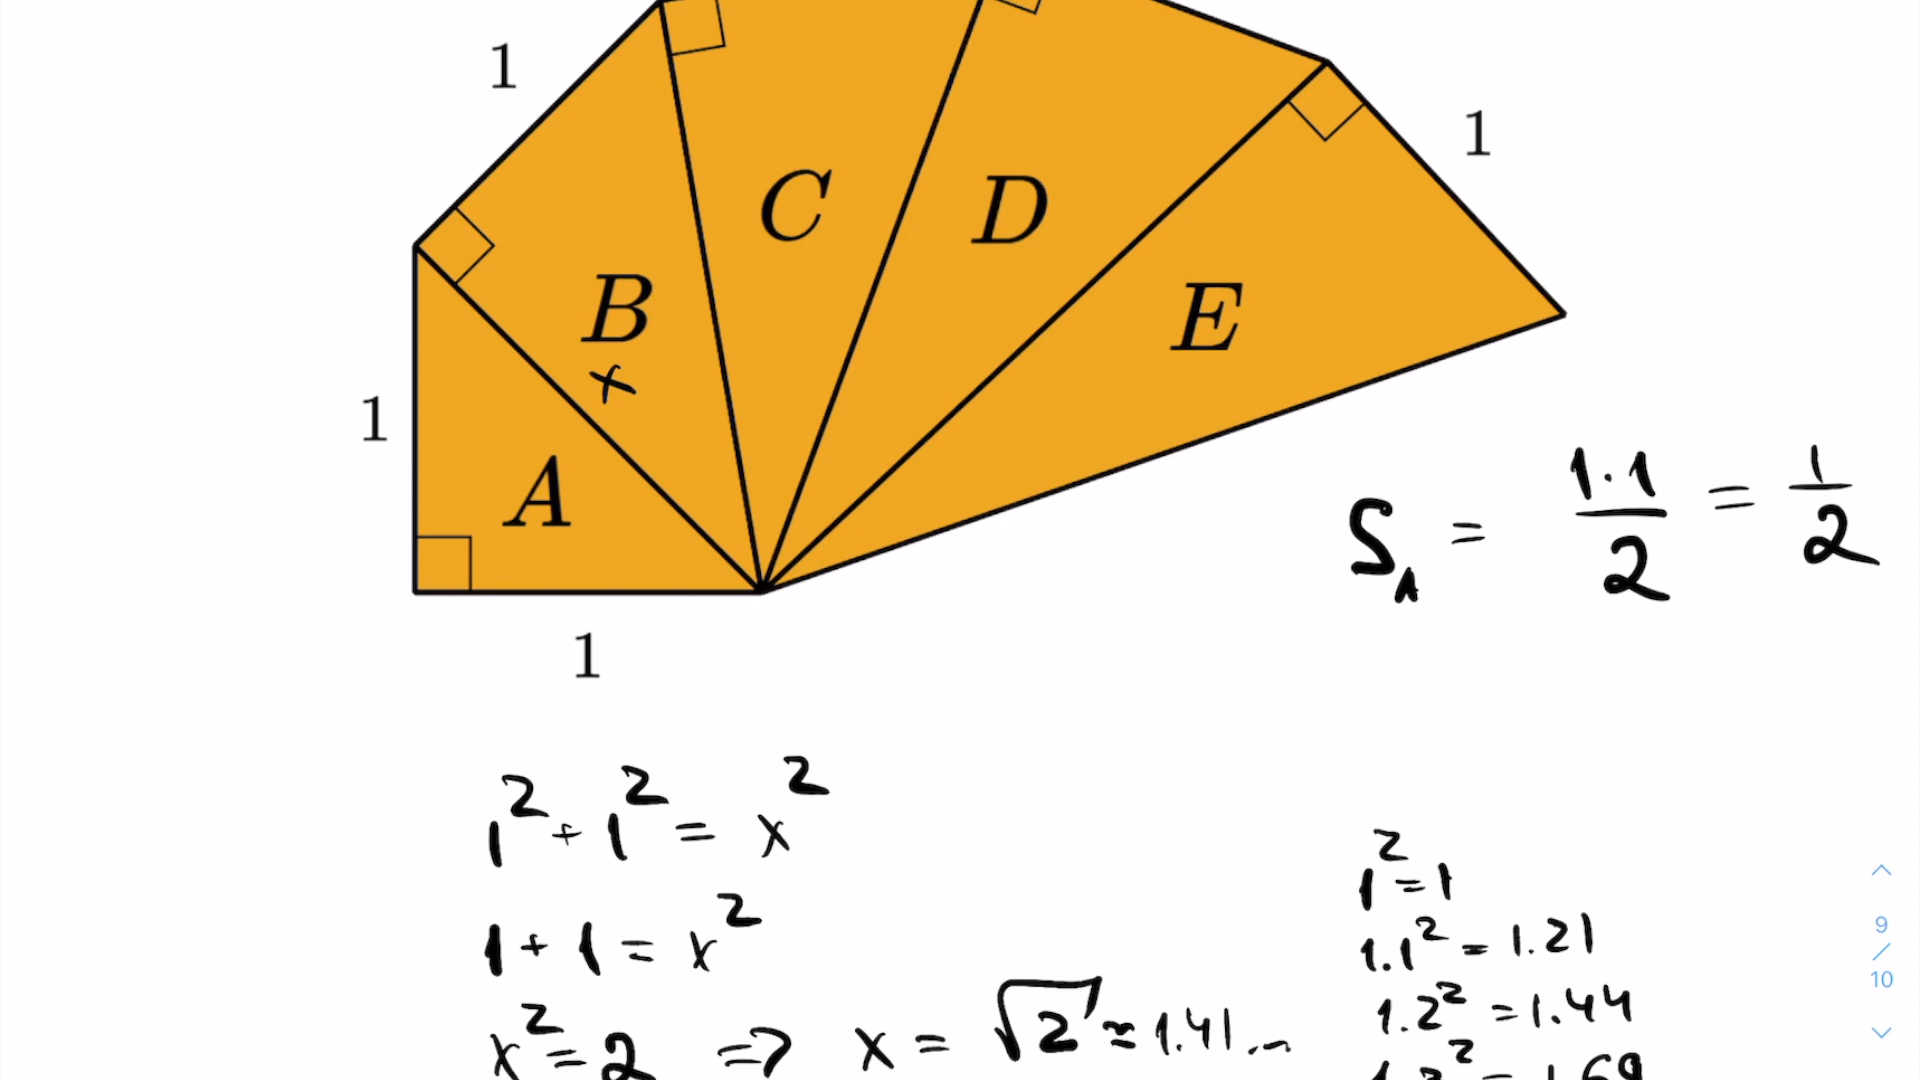 1
1
C
D
B
E
x
1
A
S_A = 1·1/2 = 1/2
1
1² + 1² = x²
1 + 1 = x²
x² = 2 => x = √2 ≈ 1.41...
1² = 1
1.1² = 1.21
1.2² = 1.44
9
/
10